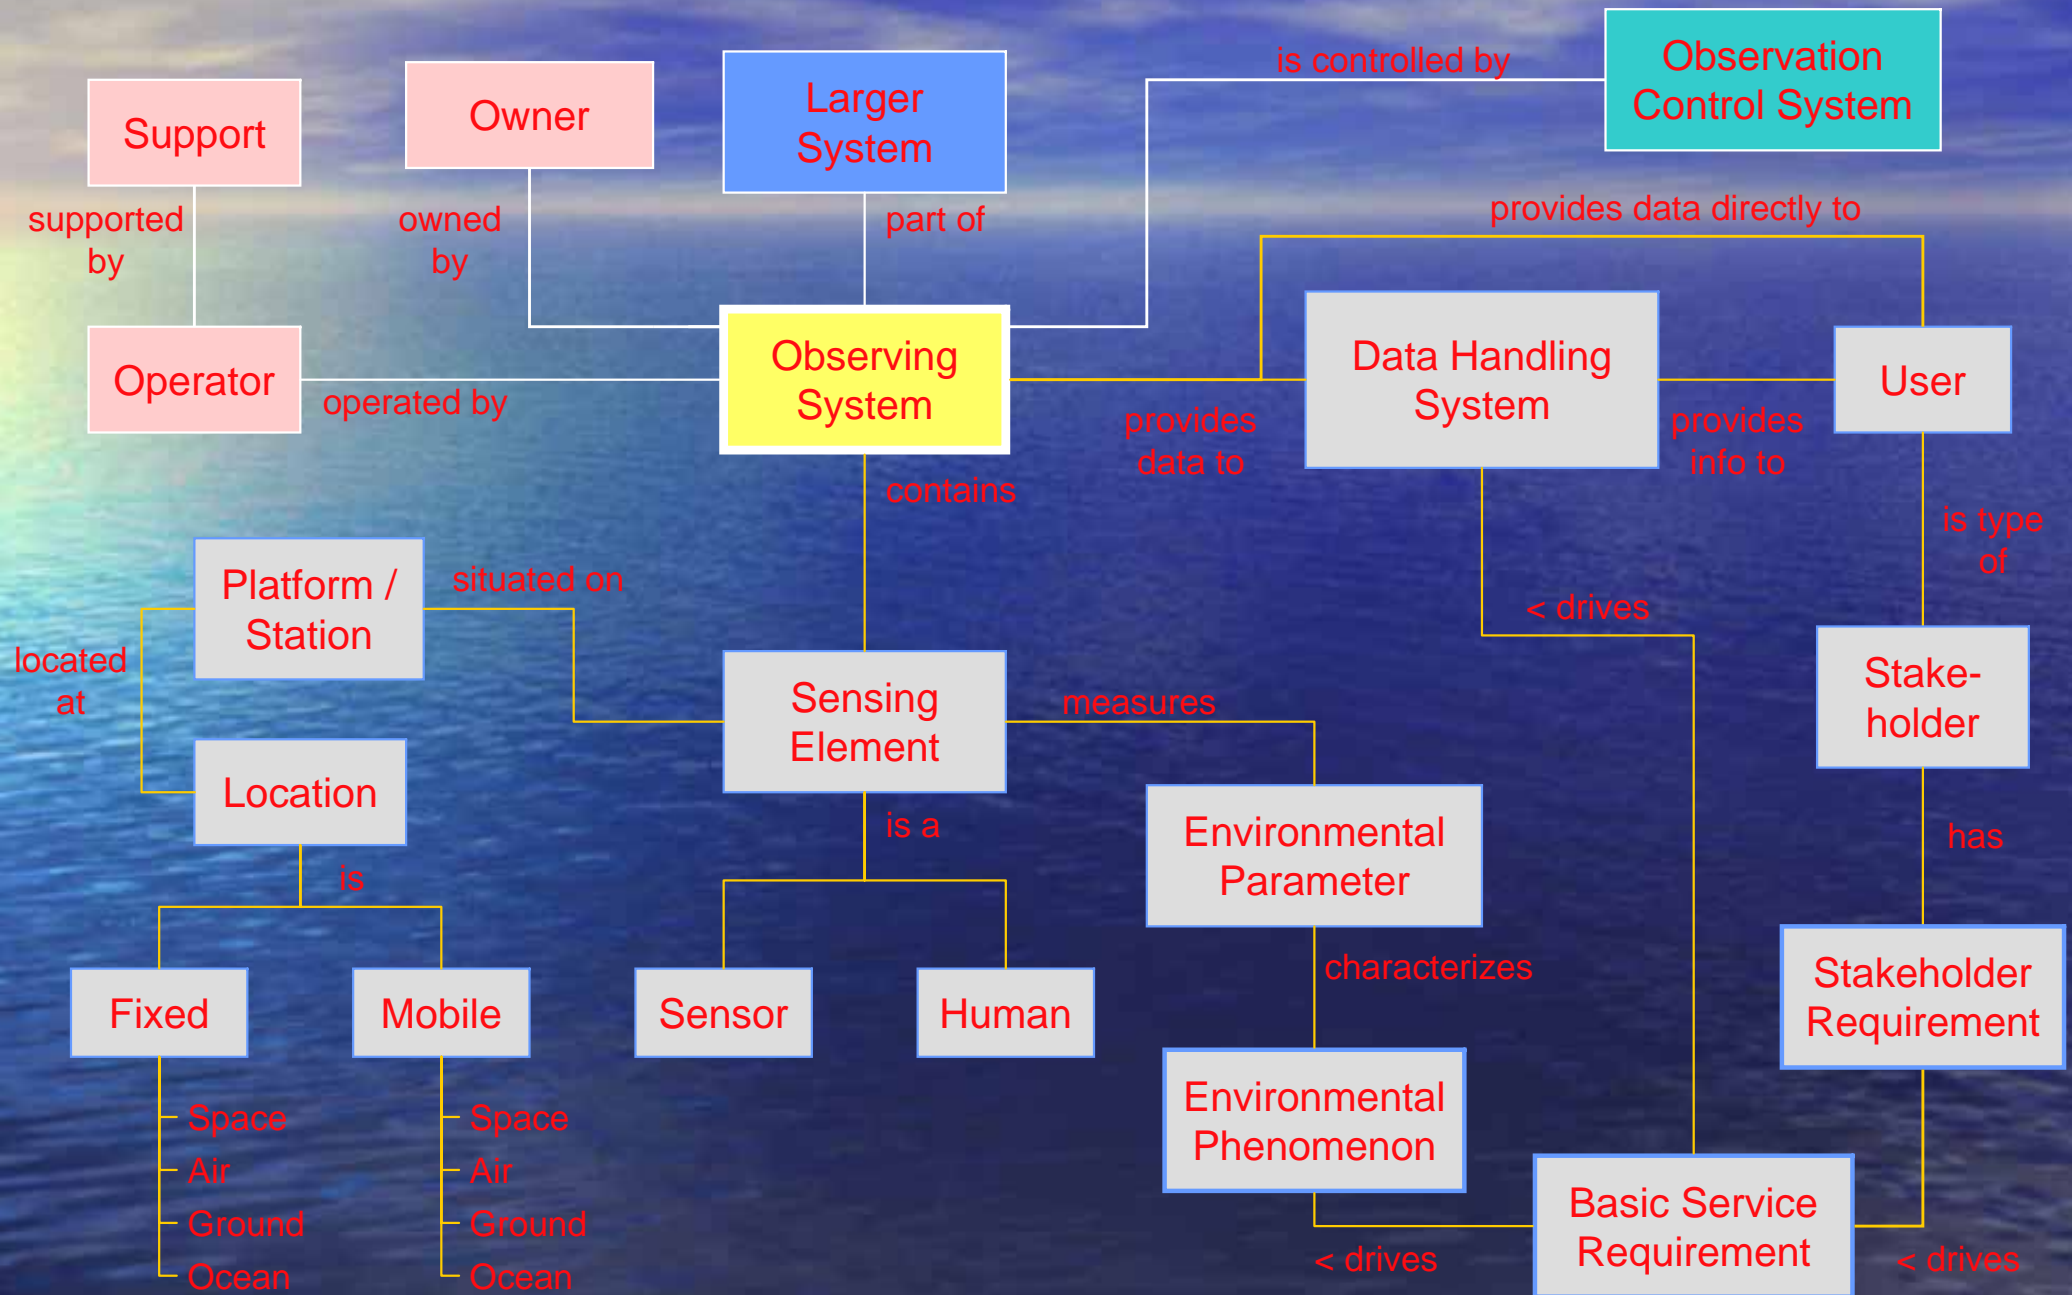 Observation
Control System
is controlled by
Larger
System
Owner
Support
supported
by
owned
by
part of
provides data directly to
Operator
operated by
Observing
System
provides
data to
Data Handling
System
provides
info to
User
contains
is type
of
Platform /
Station
situated on
< drives
located
at
Sensing
Element
measures
Stake-
holder
Location
is
is a
Environmental
Parameter
has
Fixed
Mobile
Sensor
Human
characterizes
Stakeholder
Requirement
Space
Air
Ground
Ocean
Space
Air
Ground
Ocean
Environmental
Phenomenon
< drives
Basic Service
Requirement
< drives